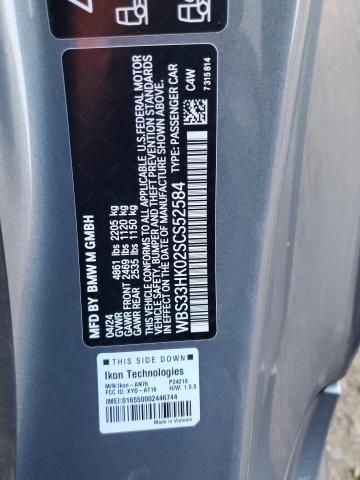 MFD BY BMW M GMBH
04/24
GVWR 4861 lbs 2205 kg
GAWR FRONT 2469 lbs 1120 kg
GAWR REAR 2535 lbs 1150 kg
THIS VEHICLE CONFORMS TO ALL APPLICABLE U.S. FEDERAL MOTOR
VEHICLE SAFETY, BUMPER AND THEFT PREVENTION STANDARDS
IN EFFECT ON THE DATE OF MANUFACTURE SHOWN ABOVE.
WBS33HK02SCS52584 TYPE: PASSENGER CAR
C4W
7 315 814
THIS SIDE DOWN
Ikon Technologies
M/N:Ikon-AN76 P24210
FCC ID: XYO-AT16 H/W: 1.0.0
IMEI:016550002446744
Made in Vietnam